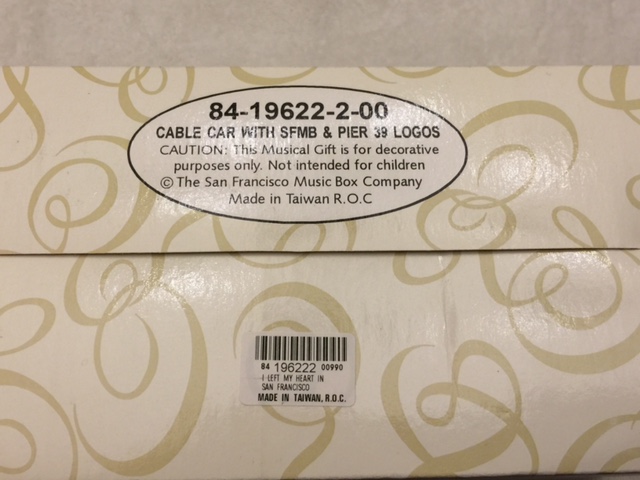 84-19622-2-00
CABLE CAR WITH SFMB & PIER 39 LOGOS
CAUTION: This Musical Gift is for decorative
purposes only. Not intended for children
© The San Francisco Music Box Company
Made in Taiwan R.O.C
84 196222 00990
I LEFT MY HEART IN
SAN FRANCISCO
MADE IN TAIWAN, R.O.C.